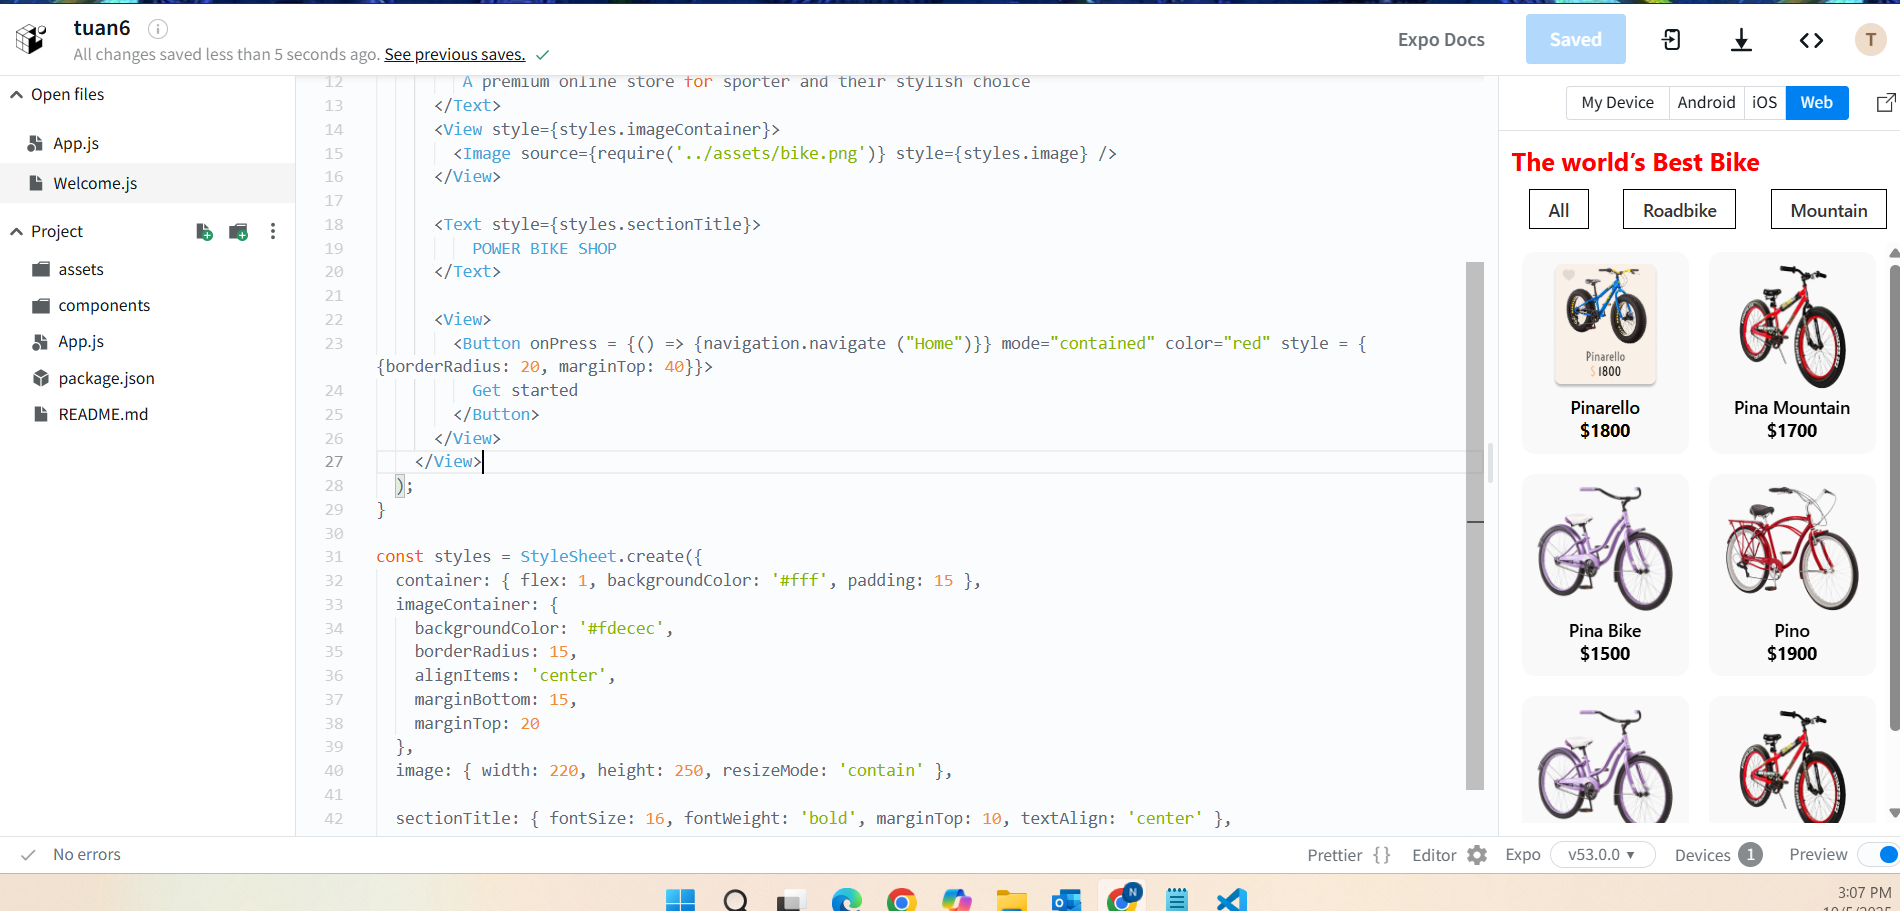 tuan6
All changes saved less than 5 seconds ago. See previous saves.
Expo Docs
Saved
T
Open files
App.js
Welcome.js
Project
assets
components
App.js
package.json
README.md
12 A premium online store for sporter and their stylish choice
13 </Text>
14 <View style={styles.imageContainer}>
15 <Image source={require('../assets/bike.png')} style={styles.image} />
16 </View>
17
18 <Text style={styles.sectionTitle}>
19 POWER BIKE SHOP
20 </Text>
21
22 <View>
23 <Button onPress = {() => {navigation.navigate ("Home")}} mode="contained" color="red" style = {
{borderRadius: 20, marginTop: 40}}>
24 Get started
25 </Button>
26 </View>
27 </View>
28 );
29 }
30
31 const styles = StyleSheet.create({
32 container: { flex: 1, backgroundColor: '#fff', padding: 15 },
33 imageContainer: {
34 backgroundColor: '#fdecec',
35 borderRadius: 15,
36 alignItems: 'center',
37 marginBottom: 15,
38 marginTop: 20
39 },
40 image: { width: 220, height: 250, resizeMode: 'contain' },
41
42 sectionTitle: { fontSize: 16, fontWeight: 'bold', marginTop: 10, textAlign: 'center' },
My Device Android iOS Web
The world’s Best Bike
All Roadbike Mountain
Pinarello
$ 1800
Pinarello
$1800
Pina Mountain
$1700
Pina Bike
$1500
Pino
$1900
No errors
Prettier {} Editor Expo v53.0.0 ▾ Devices 1 Preview
N
3:07 PM